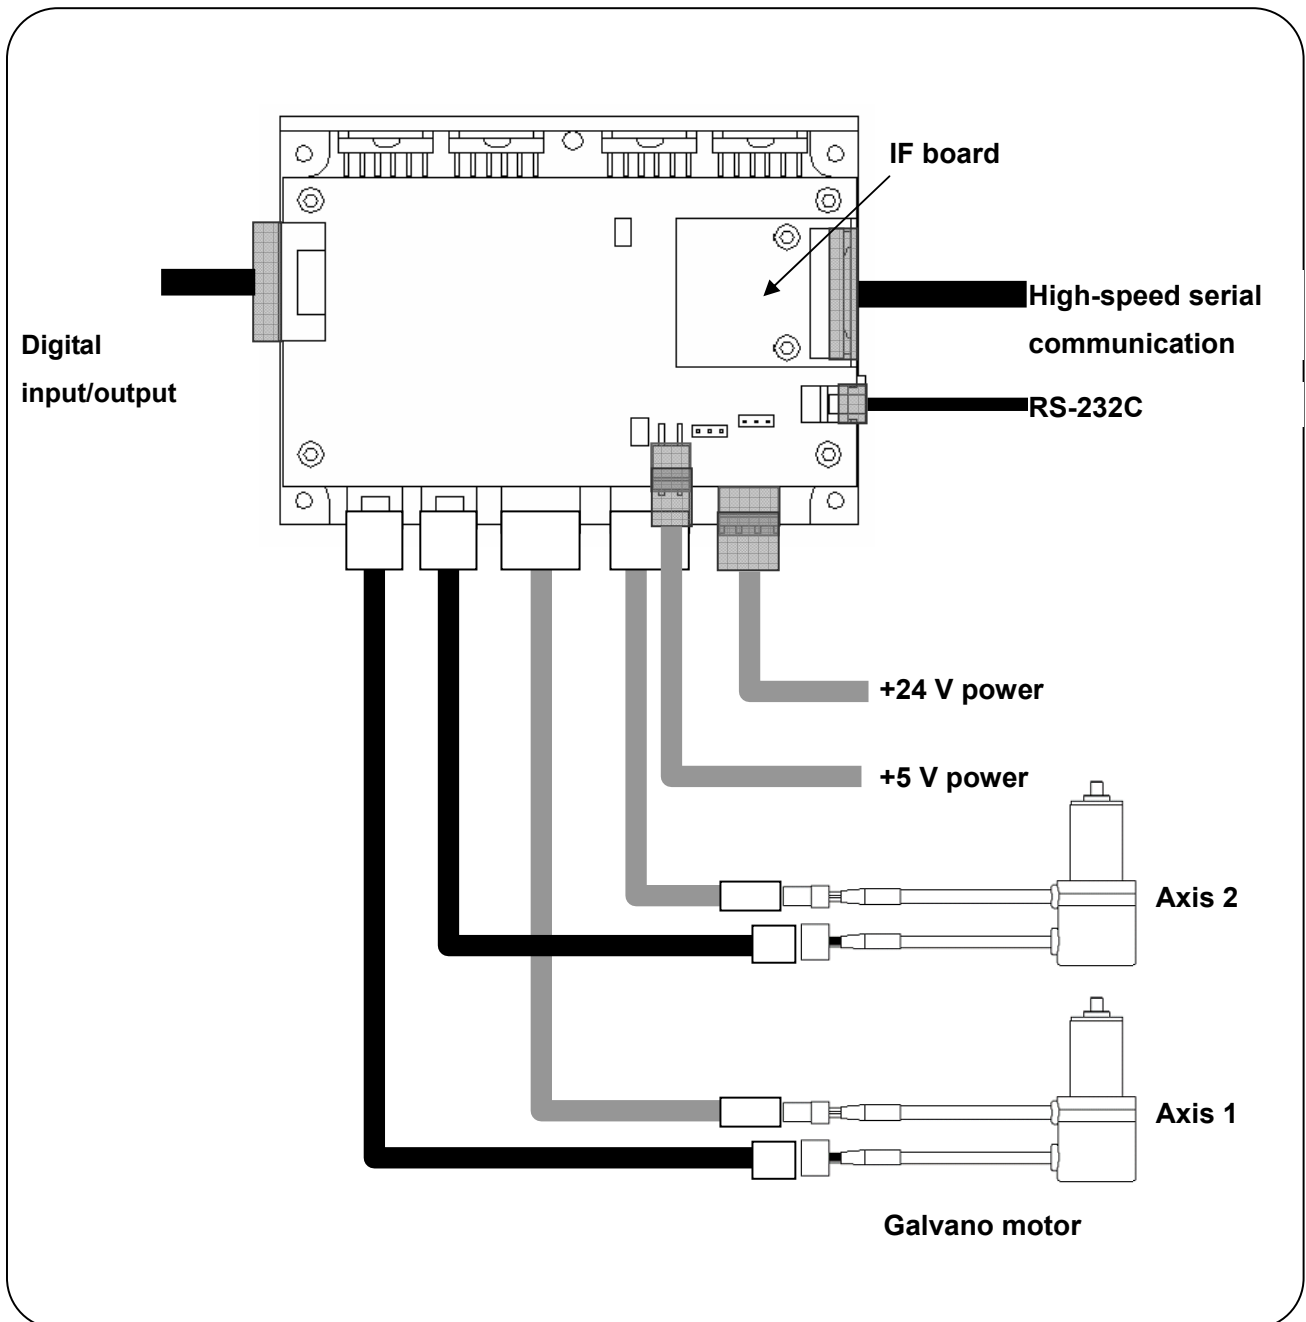 IF board
High-speed serial
communication
Digital
input/output
RS-232C
+24 V power
+5 V power
Axis 2
Axis 1
Galvano motor